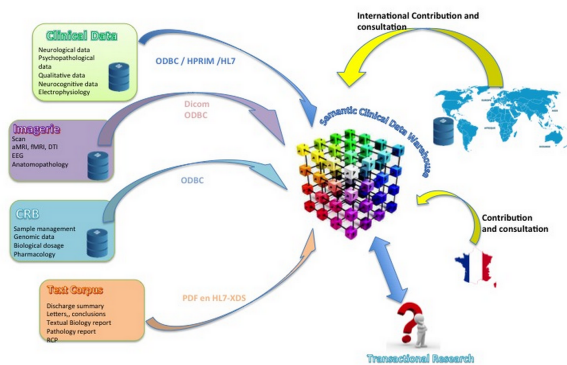 Clinical Data
Neurological data
Psychopathological
data
Qualitative data
Neurocognitive data
Electrophysiology
ODBC / HPRIM /HL7
International Contribution and
consultation
Imagerie
Scan
aMRI, fMRI, DTI
EEG
Anatomopathology
Dicom
ODBC
Semantic Clinical Data Warehouse
CRB
Sample management
Genomic data
Biological dosage
Pharmacology
ODBC
Contribution
and consultation
Text Corpus
Discharge summary
Letters,, conclusions
Textual Biology report
Pathology report
RCP
PDF en HL7-XDS
Transactional Research